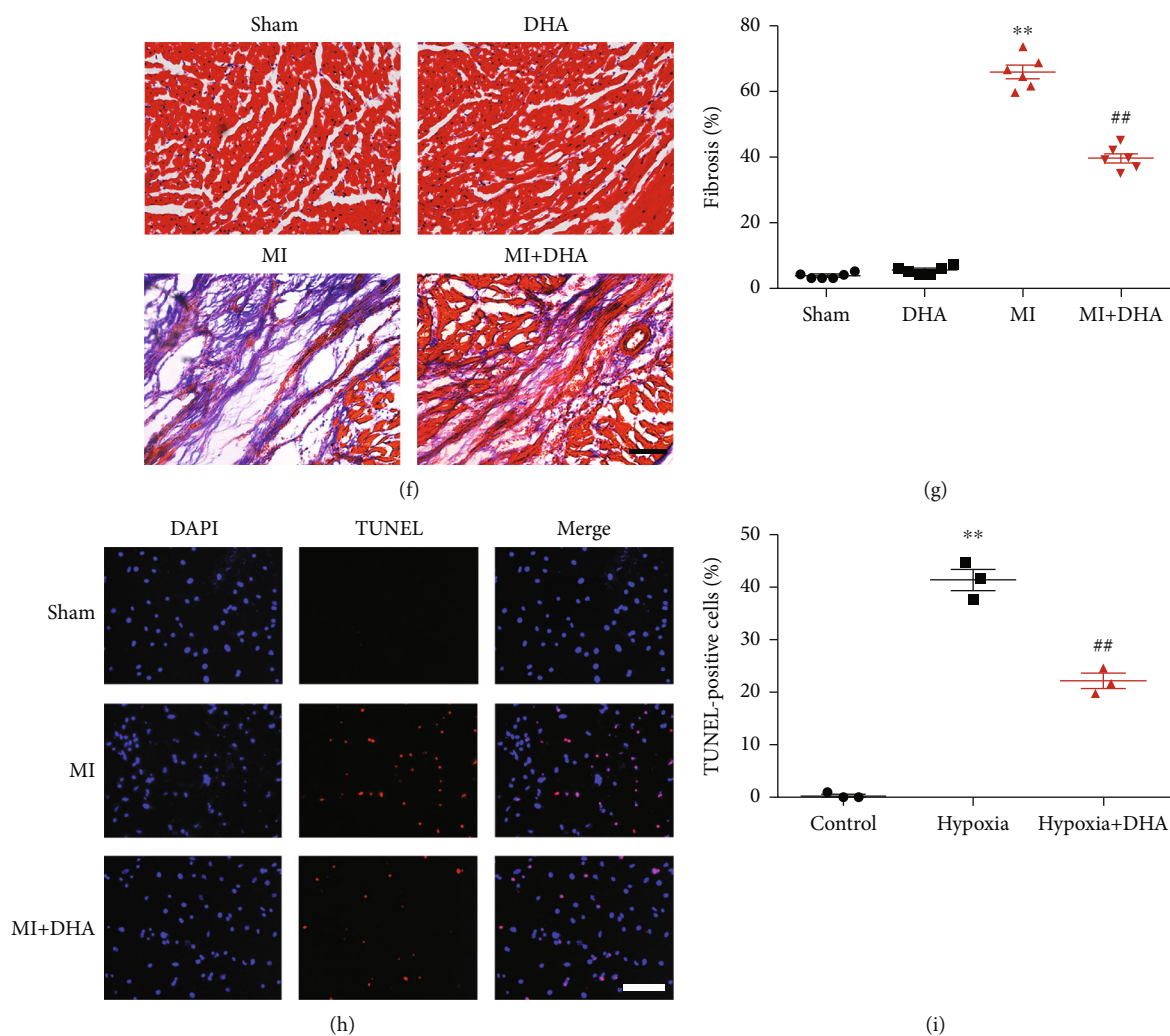 Sham DHA
MI MI+DHA
(f)
Fibrosis (%)
80
60
40
20
0
**
##
Sham DHA MI MI+DHA
(g)
DAPI TUNEL Merge
Sham
MI
MI+DHA
(h)
TUNEL-positive cells (%)
50
40
30
20
10
0
**
##
Control Hypoxia Hypoxia+DHA
(i)